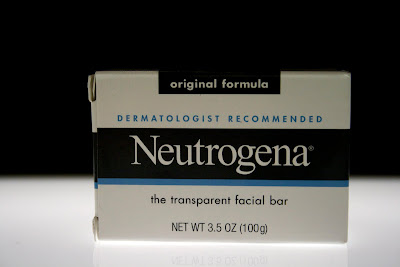 original formula
DERMATOLOGIST RECOMMENDED
Neutrogena®
the transparent facial bar
NET WT 3.5 OZ (100g)